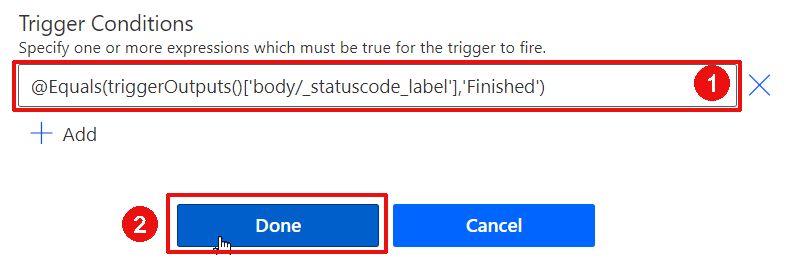 Trigger Conditions
Specify one or more expressions which must be true for the trigger to fire.
@Equals(triggerOutputs()['body/_statuscode_label'],'Finished')
1
Add
2
Done
Cancel